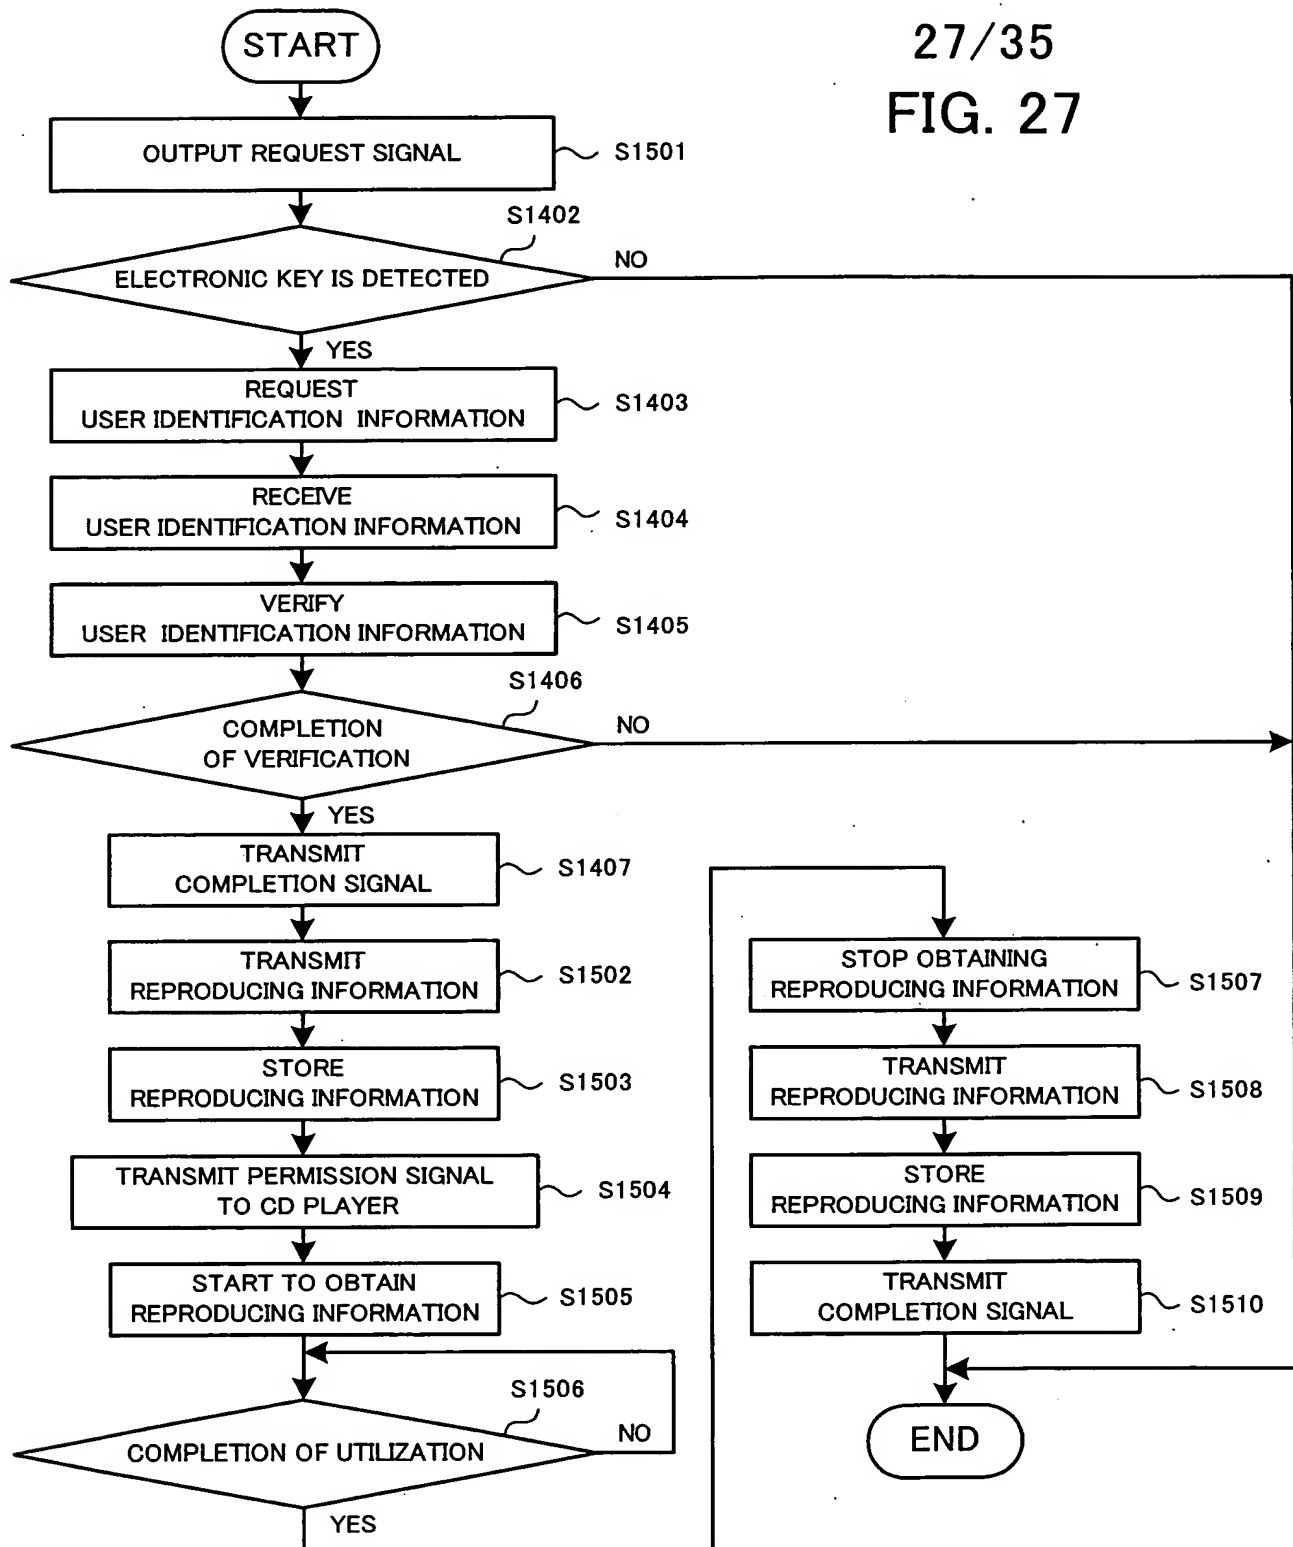 27/35
FIG. 27
START
OUTPUT REQUEST SIGNAL
S1501
S1402
ELECTRONIC KEY IS DETECTED
NO
YES
REQUEST
USER IDENTIFICATION INFORMATION
S1403
RECEIVE
USER IDENTIFICATION INFORMATION
S1404
VERIFY
USER IDENTIFICATION INFORMATION
S1405
S1406
COMPLETION
OF VERIFICATION
NO
YES
TRANSMIT
COMPLETION SIGNAL
S1407
TRANSMIT
REPRODUCING INFORMATION
S1502
STORE
REPRODUCING INFORMATION
S1503
TRANSMIT PERMISSION SIGNAL
TO CD PLAYER
S1504
START TO OBTAIN
REPRODUCING INFORMATION
S1505
S1506
COMPLETION OF UTILIZATION
NO
YES
STOP OBTAINING
REPRODUCING INFORMATION
S1507
TRANSMIT
REPRODUCING INFORMATION
S1508
STORE
REPRODUCING INFORMATION
S1509
TRANSMIT
COMPLETION SIGNAL
S1510
END